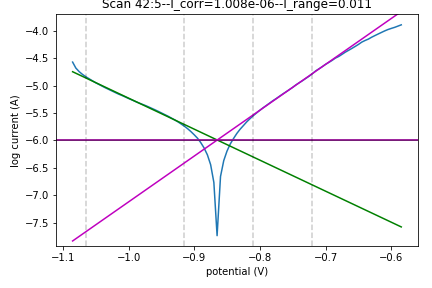 Scan 42:5--I_corr=1.008e-06--I_range=0.011
log current (A)
−4.0
−4.5
−5.0
−5.5
−6.0
−6.5
−7.0
−7.5
−1.1 −1.0 −0.9 −0.8 −0.7 −0.6
potential (V)